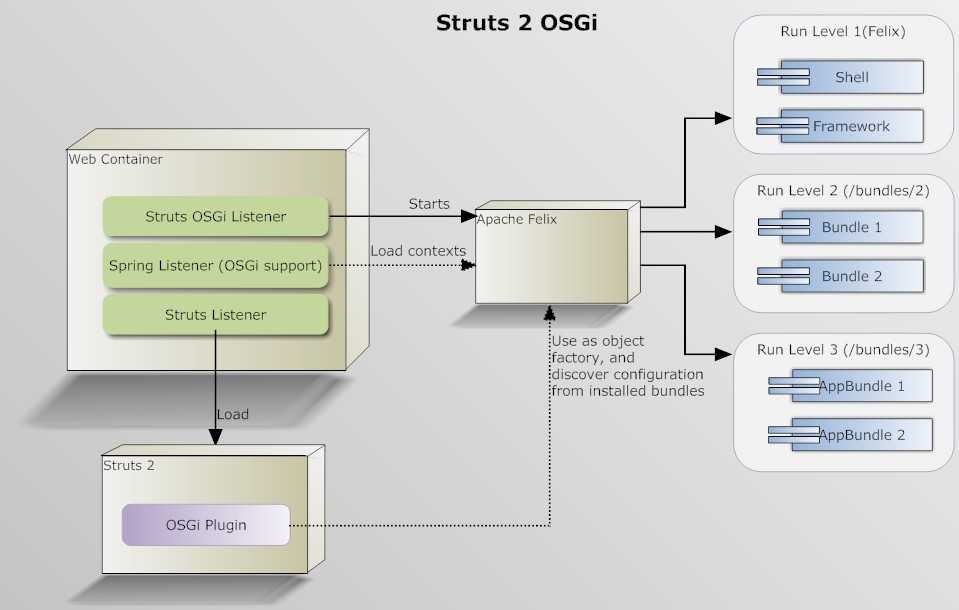 Struts 2 OSGi
Web Container
Struts OSGi Listener
Spring Listener (OSGi support)
Struts Listener
Starts
Load contexts
Load
Apache Felix
Use as object
factory, and
discover configuration
from installed bundles
Struts 2
OSGi Plugin
Run Level 1(Felix)
Shell
Framework
Run Level 2 (/bundles/2)
Bundle 1
Bundle 2
Run Level 3 (/bundles/3)
AppBundle 1
AppBundle 2